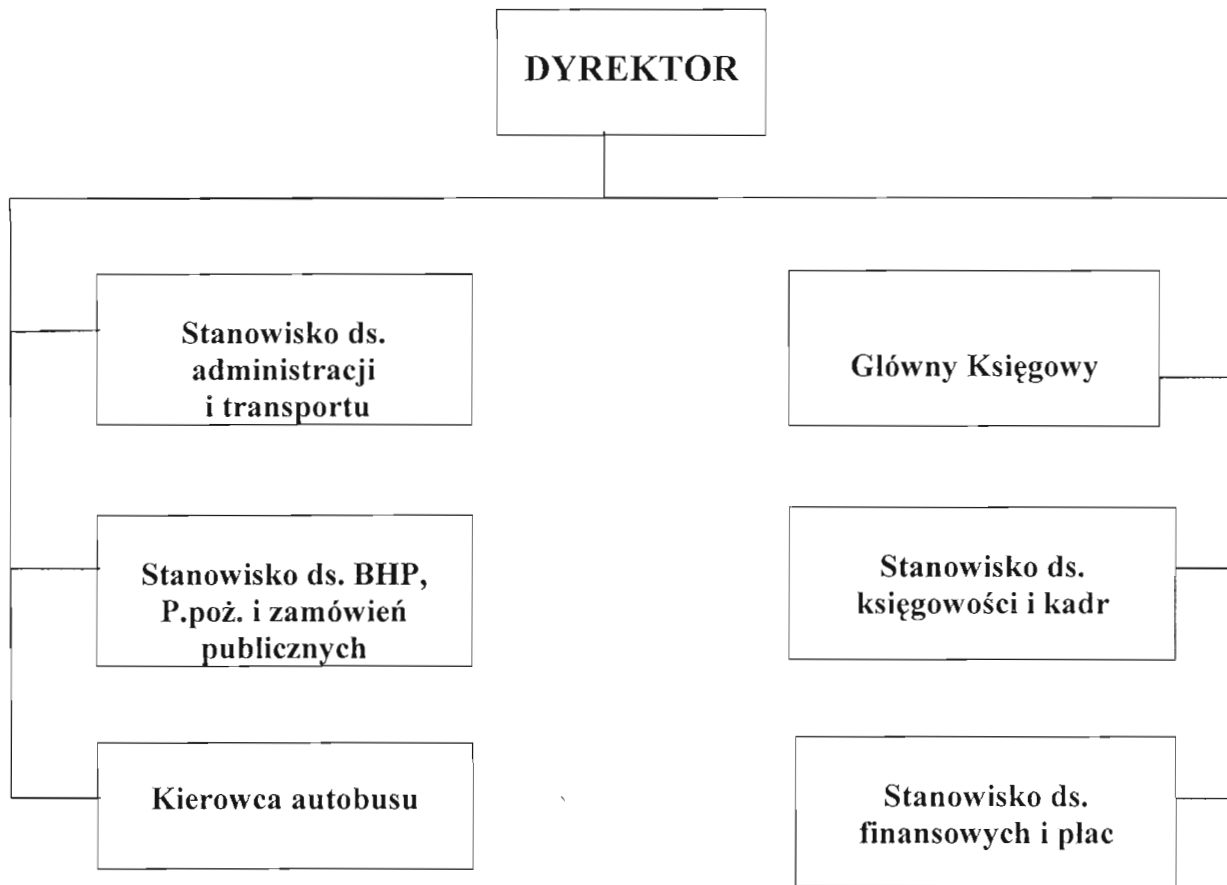 DYREKTOR
Stanowisko ds.
administracji
i transportu
Główny Księgowy
Stanowisko ds. BHP,
P.poż. i zamówień
publicznych
Stanowisko ds.
księgowości i kadr
Kierowca autobusu
Stanowisko ds.
finansowych i płac